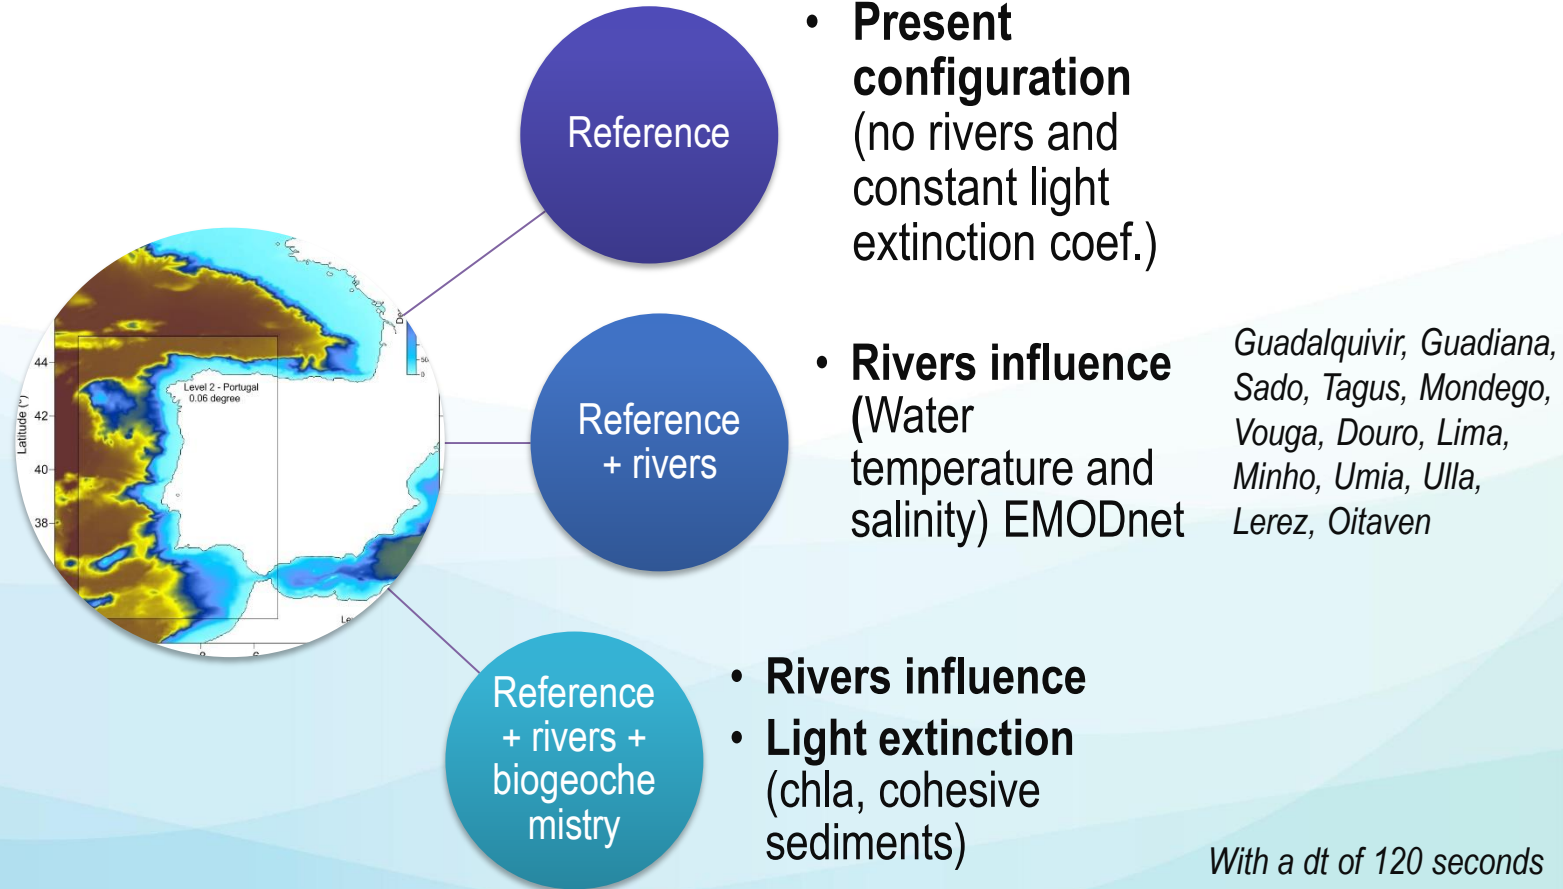 Reference
• Present
configuration
(no rivers and
constant light
extinction coef.)
Reference
+ rivers
• Rivers influence
(Water
temperature and
salinity) EMODnet
Guadalquivir, Guadiana,
Sado, Tagus, Mondego,
Vouga, Douro, Lima,
Minho, Umia, Ulla,
Lerez, Oitaven
Reference
+ rivers +
biogeoche
mistry
• Rivers influence
• Light extinction
(chla, cohesive
sediments)
With a dt of 120 seconds
Level 2 - Portugal
0.06 degree
Latitude (°)
44
42
40
38